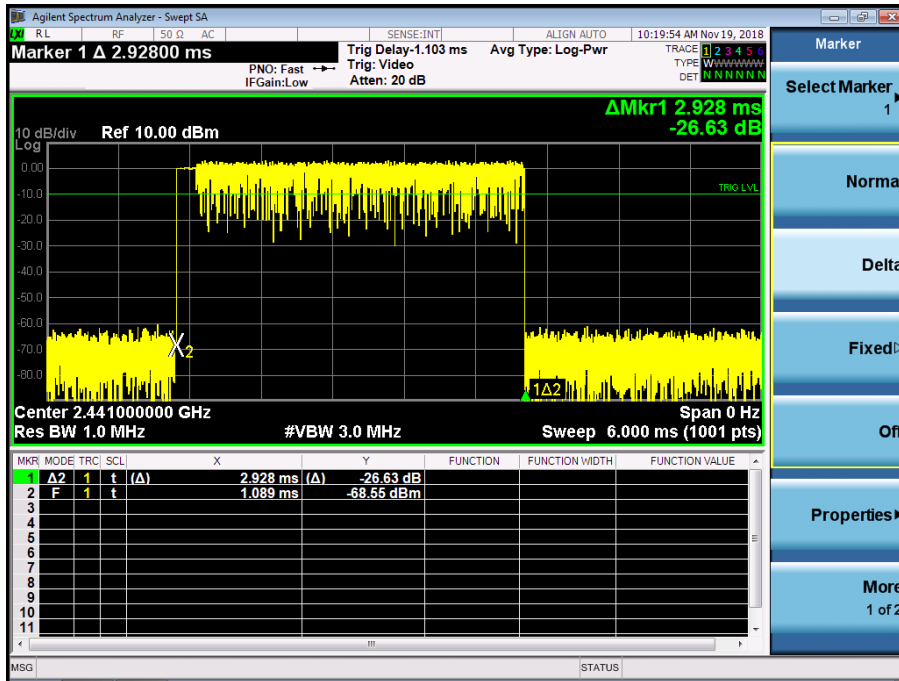 Agilent Spectrum Analyzer - Swept SA
LXI RL RF 50 Ω AC SENSE:INT ALIGN AUTO 10:19:54 AM Nov 19, 2018
Marker 1 Δ 2.92800 ms
Trig Delay-1.103 ms Avg Type: Log-Pwr TRACE 1 2 3 4 5 6
PNO: Fast Trig: Video TYPE WWWWWW
IFGain:Low Atten: 20 dB DET N N N N N N
ΔMkr1 2.928 ms
-26.63 dB
10 dB/div Ref 10.00 dBm
Log
0.00
-10.0
TRIG LVL
-20.0
-30.0
-40.0
-50.0
-60.0
-70.0
-80.0
2
1Δ2
Center 2.441000000 GHz Span 0 Hz
Res BW 1.0 MHz #VBW 3.0 MHz Sweep 6.000 ms (1001 pts)
MKR MODE TRC SCL X Y FUNCTION FUNCTION WIDTH FUNCTION VALUE
1 Δ2 1 t (Δ) 2.928 ms (Δ) -26.63 dB
2 F 1 t 1.089 ms -68.55 dBm
3
4
5
6
7
8
9
10
11
MSG STATUS
Marker
Select Marker
1
Norma
Delta
Fixed
Off
Properties
More
1 of 2